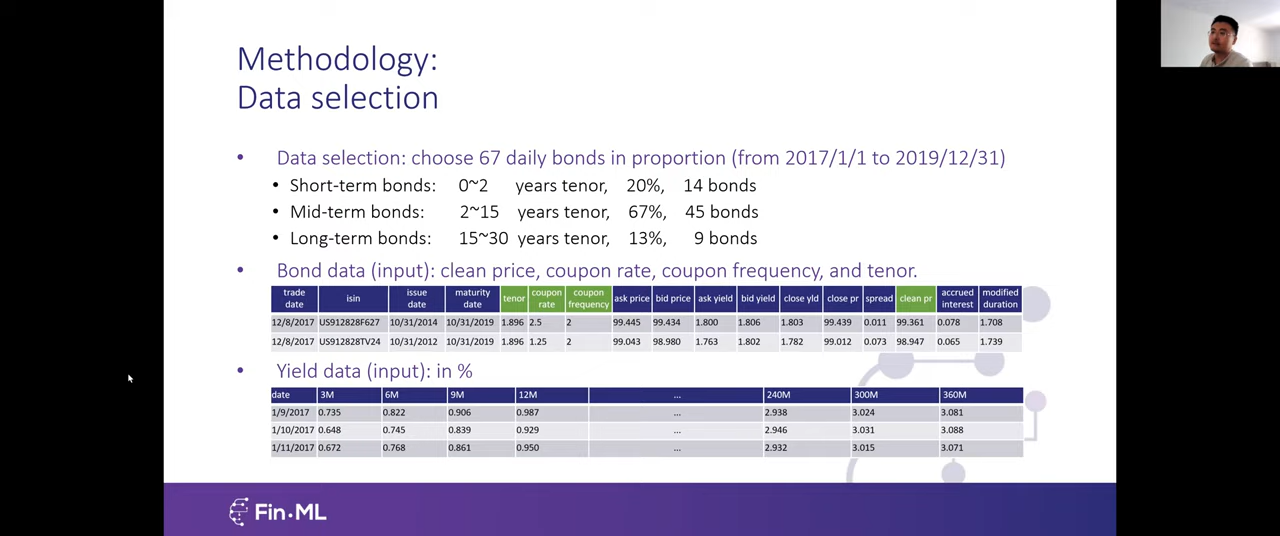 Methodology:
Data selection
• Data selection: choose 67 daily bonds in proportion (from 2017/1/1 to 2019/12/31)
• Short-term bonds: 0~2 years tenor, 20%, 14 bonds
• Mid-term bonds: 2~15 years tenor, 67%, 45 bonds
• Long-term bonds: 15~30 years tenor, 13%, 9 bonds
• Bond data (input): clean price, coupon rate, coupon frequency, and tenor.
trade date isin issue date maturity date tenor coupon rate coupon frequency ask price bid price ask yield bid yield close yld close pr spread clean pr accrued interest modified duration
12/8/2017 US912828F627 10/31/2014 10/31/2019 1.896 2.5 2 99.445 99.434 1.800 1.806 1.803 99.439 0.011 99.361 0.078 1.708
12/8/2017 US912828TV24 10/31/2012 10/31/2019 1.896 1.25 2 99.043 98.980 1.763 1.802 1.782 99.012 0.073 98.947 0.065 1.739
• Yield data (input): in %
date 3M 6M 9M 12M ... 240M 300M 360M
1/9/2017 0.735 0.822 0.906 0.987 ... 2.938 3.024 3.081
1/10/2017 0.648 0.745 0.839 0.929 ... 2.946 3.031 3.088
1/11/2017 0.672 0.768 0.861 0.950 ... 2.932 3.015 3.071
Fin·ML